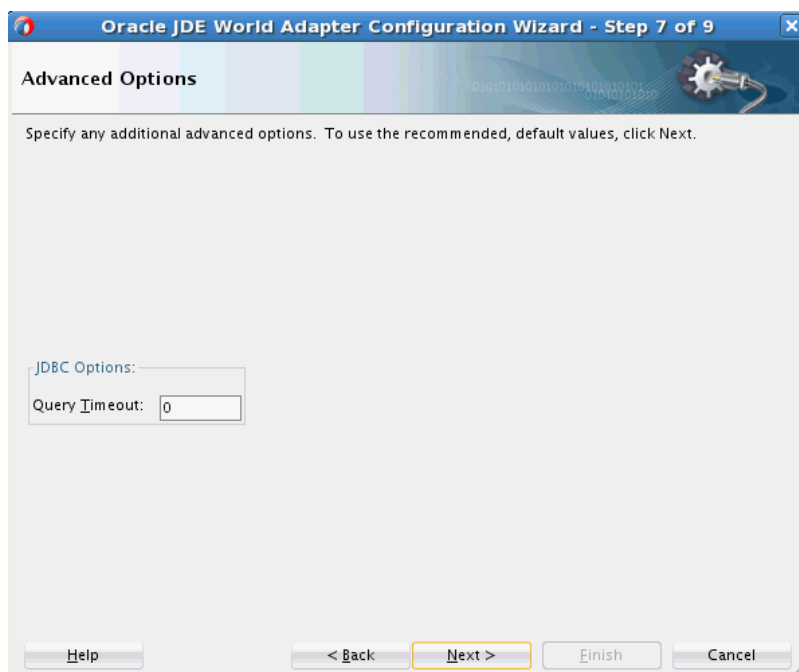 Oracle JDE World Adapter Configuration Wizard - Step 7 of 9
Advanced Options
Specify any additional advanced options. To use the recommended, default values, click Next.
JDBC Options:
Query Timeout: 0
Help < Back Next > Finish Cancel